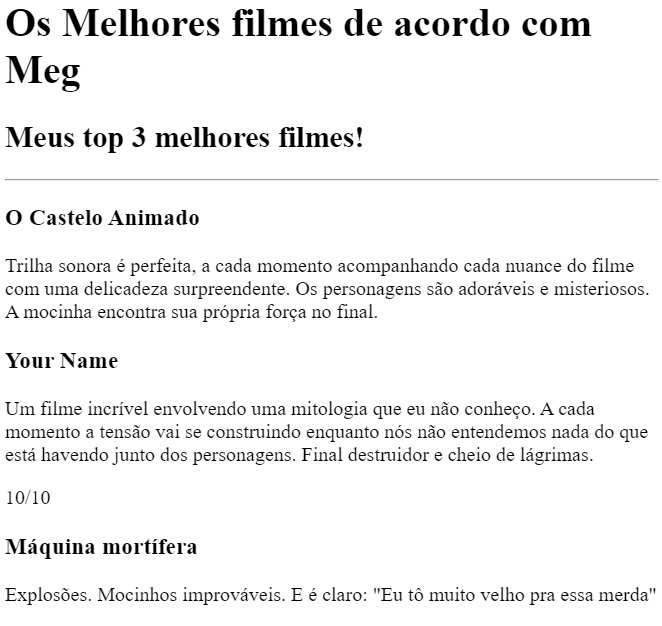 Os Melhores filmes de acordo com
Meg
Meus top 3 melhores filmes!
O Castelo Animado
Trilha sonora é perfeita, a cada momento acompanhando cada nuance do filme
com uma delicadeza surpreendente. Os personagens são adoráveis e misteriosos.
A mocinha encontra sua própria força no final.
Your Name
Um filme incrível envolvendo uma mitologia que eu não conheço. A cada
momento a tensão vai se construindo enquanto nós não entendemos nada do que
está havendo junto dos personagens. Final destruidor e cheio de lágrimas.
10/10
Máquina mortífera
Explosões. Mocinhos improváveis. E é claro: "Eu tô muito velho pra essa merda"